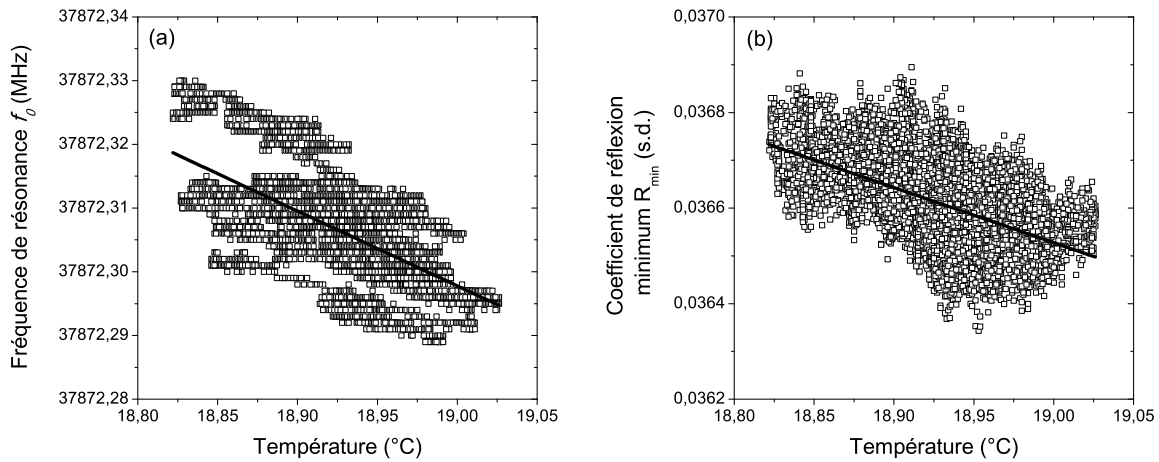 (a)
Fréquence de résonance f0 (MHz)
37872,34
37872,33
37872,32
37872,31
37872,30
37872,29
37872,28
18,80 18,85 18,90 18,95 19,00 19,05
Température (°C)
(b)
Coefficient de réflexion
minimum Rmin (s.d.)
0,0370
0,0368
0,0366
0,0364
0,0362
18,80 18,85 18,90 18,95 19,00 19,05
Température (°C)